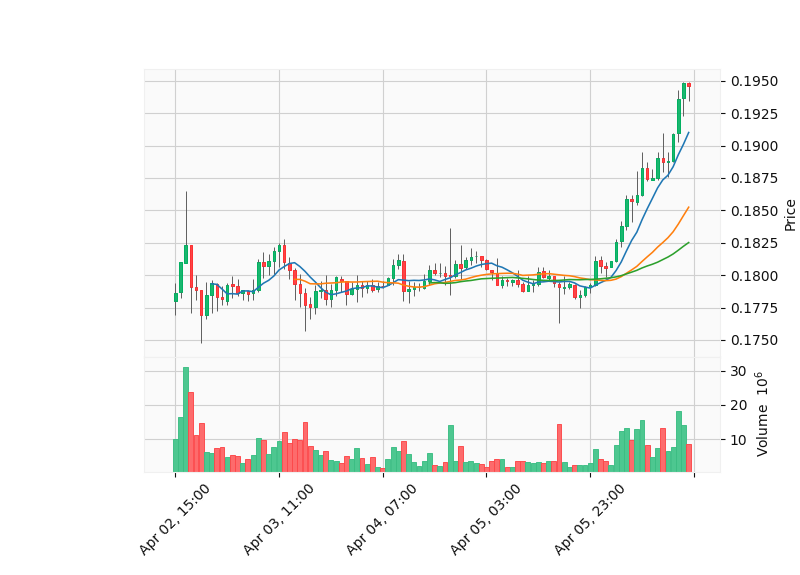 0.1950
0.1925
0.1900
0.1875
0.1850
0.1825
0.1800
0.1775
0.1750
Price
30
20
10
Volume 10⁶
Apr 02, 15:00
Apr 03, 11:00
Apr 04, 07:00
Apr 05, 03:00
Apr 05, 23:00